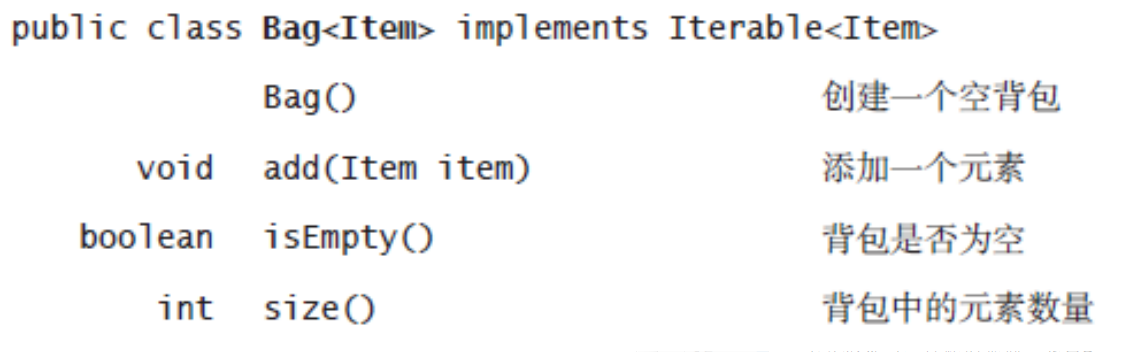 public class Bag<Item> implements Iterable<Item>
Bag() 创建一个空背包
void add(Item item) 添加一个元素
boolean isEmpty() 背包是否为空
int size() 背包中的元素数量